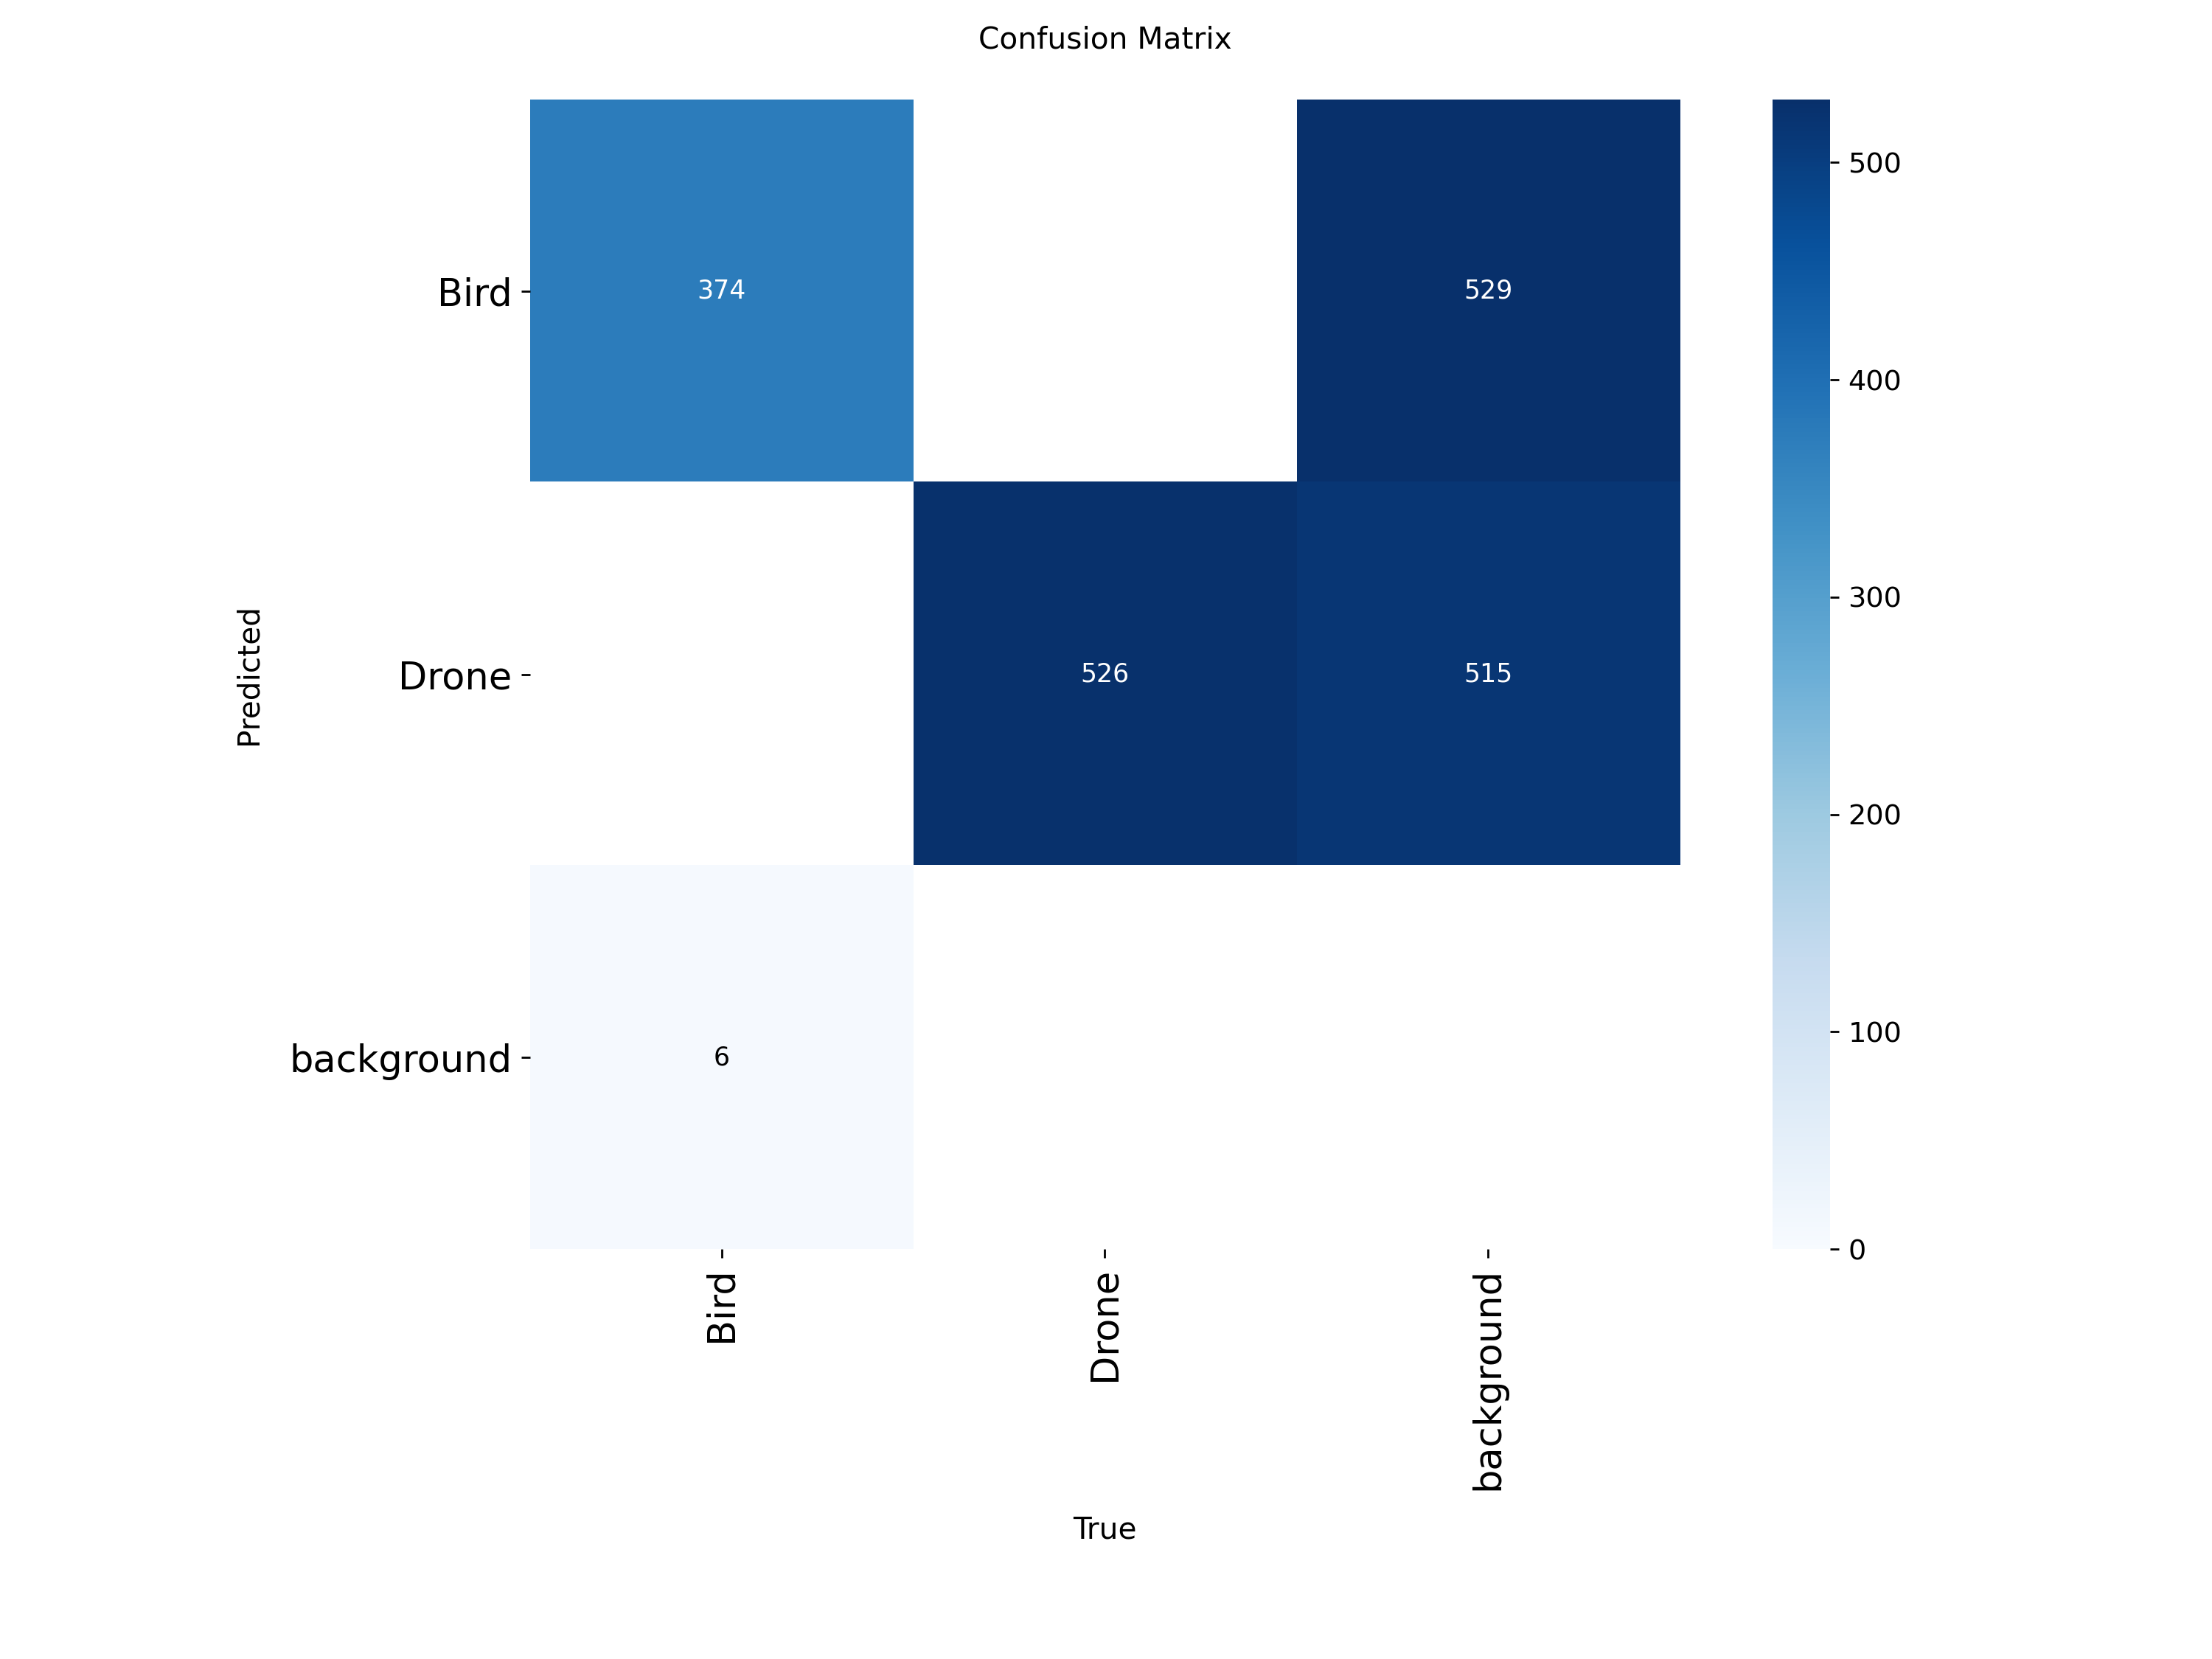 Confusion Matrix
Bird
374
529
500
400
Drone
526
515
300
200
background
6
100
0
Predicted
Bird
Drone
background
True